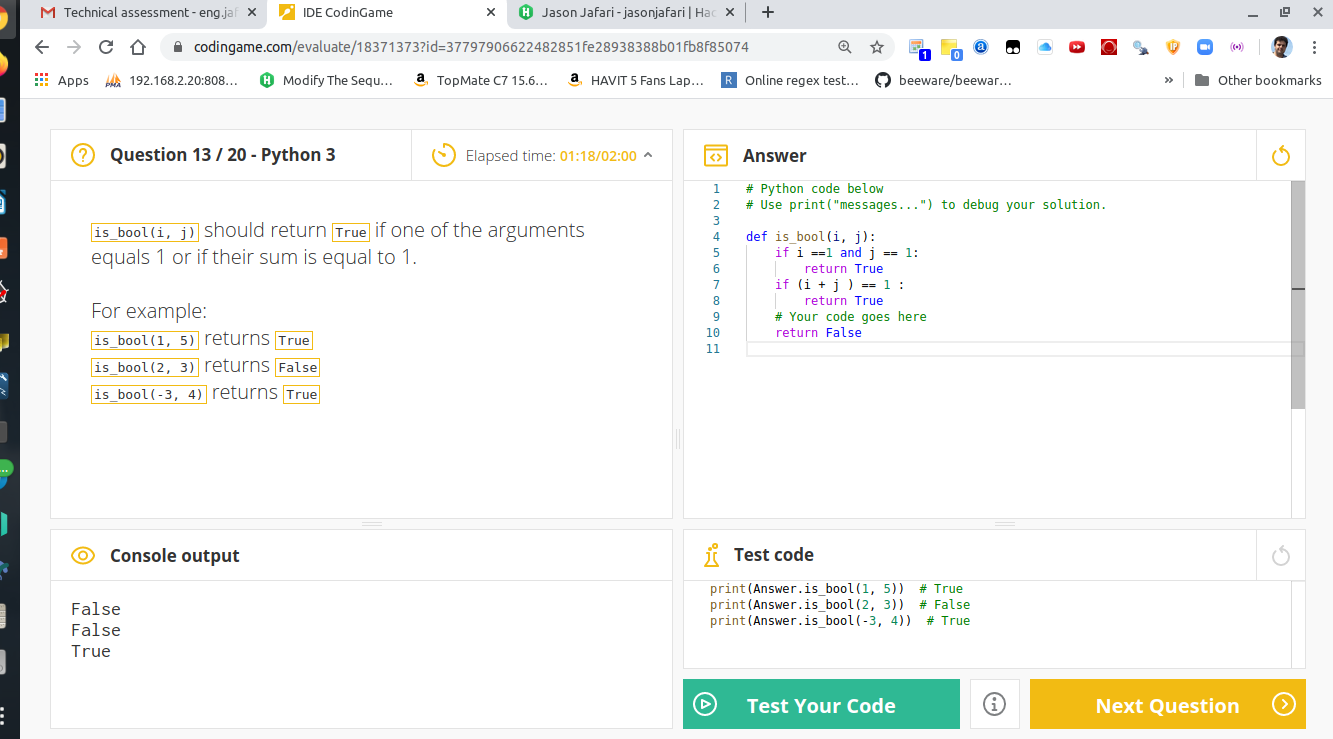 Technical assessment - eng.jaf
IDE CodinGame
Jason Jafari - jasonjafari | Hac
codingame.com/evaluate/18371373?id=37797906622482851fe28938388b01fb8f85074
1
0
Apps
192.168.2.20:808...
Modify The Sequ...
TopMate C7 15.6...
HAVIT 5 Fans Lap...
Online regex test...
beeware/beewar...
»
Other bookmarks
Question 13 / 20 - Python 3
Elapsed time: 01:18/02:00
is_bool(i, j) should return True if one of the arguments
equals 1 or if their sum is equal to 1.
For example:
is_bool(1, 5) returns True
is_bool(2, 3) returns False
is_bool(-3, 4) returns True
Answer
1 # Python code below
2 # Use print("messages...") to debug your solution.
3
4 def is_bool(i, j):
5     if i ==1 and j == 1:
6         return True
7     if (i + j ) == 1 :
8         return True
9     # Your code goes here
10     return False
11
Console output
False
False
True
Test code
print(Answer.is_bool(1, 5))  # True
print(Answer.is_bool(2, 3))  # False
print(Answer.is_bool(-3, 4))  # True
Test Your Code
Next Question